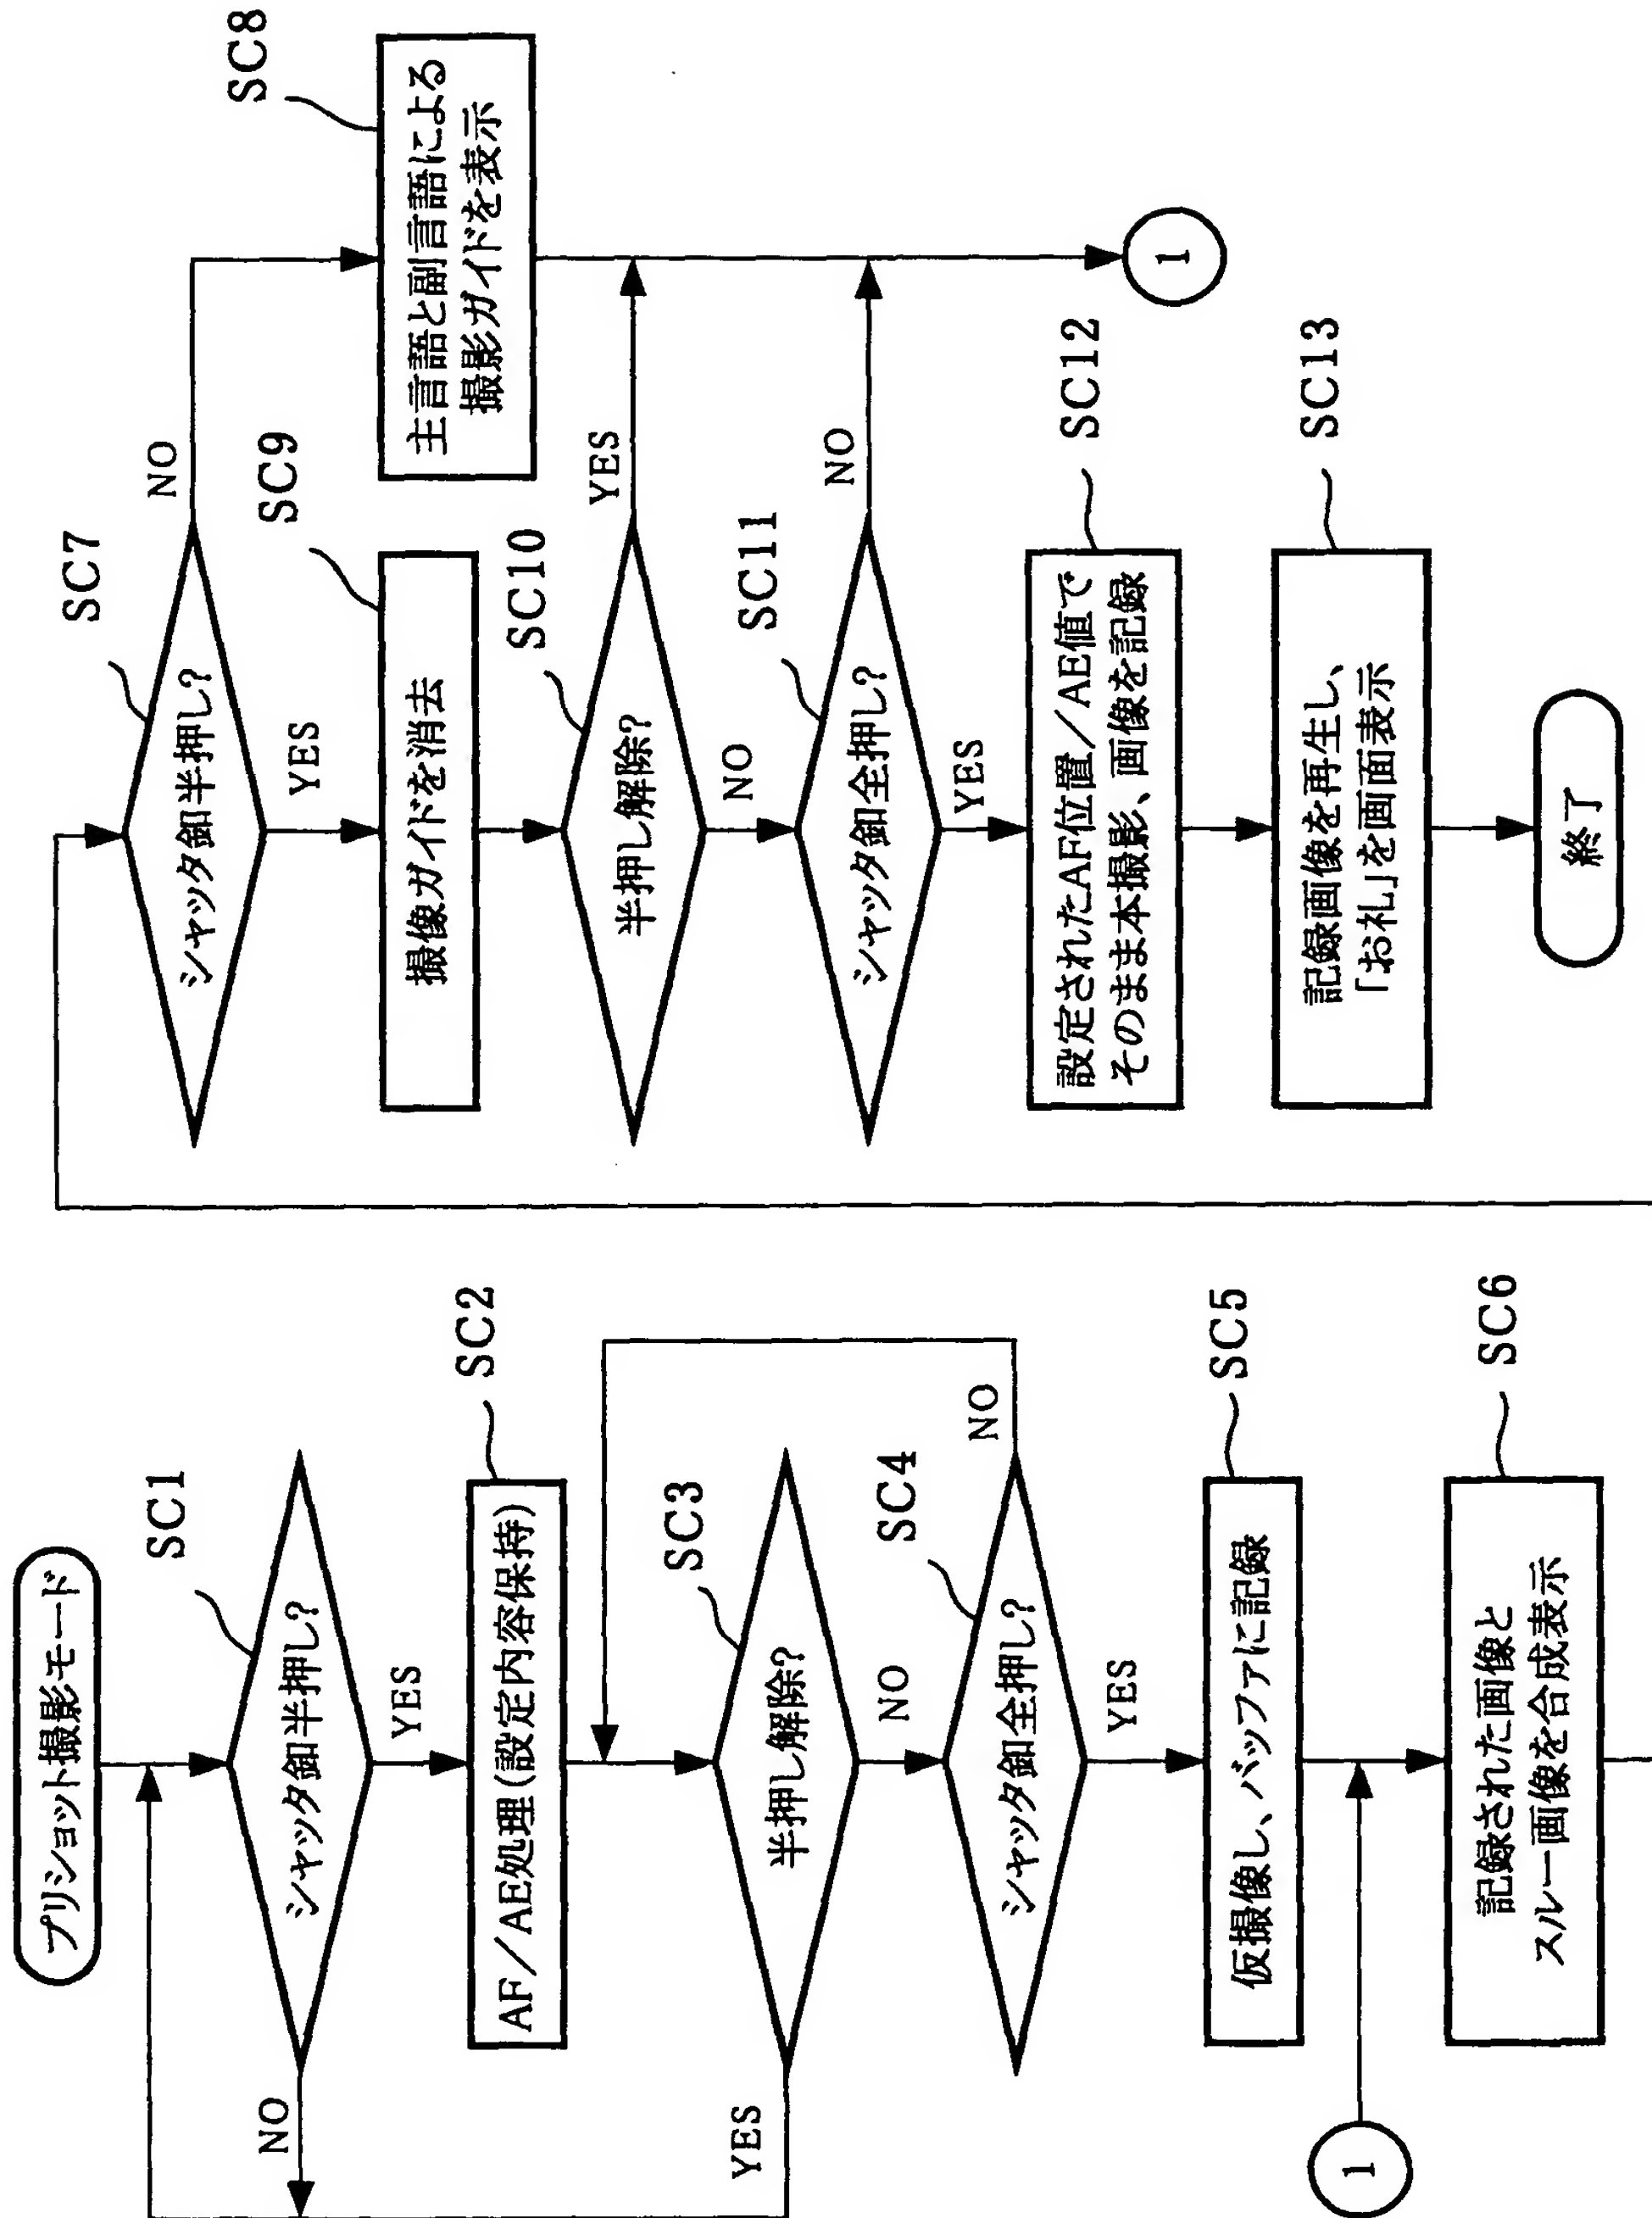 プリショット撮影モード
SC1
シャッタ釦半押し?
NO
YES
SC2
AF/AE処理(設定内容保持)
SC3
半押し解除?
YES
NO
SC4
シャッタ釦全押し?
NO
YES
SC5
仮撮像し、バッファに記録
1
SC6
記録された画像と
スルー画像を合成表示
SC7
シャッタ釦半押し?
NO
YES
SC8
主言語と副言語による
撮影ガイドを表示
SC9
撮像ガイドを消去
SC10
半押し解除?
YES
NO
SC11
シャッタ釦全押し?
NO
YES
1
SC12
設定されたAF位置/AE値で
そのまま本撮影、画像を記録
SC13
記録画像を再生し、
「お礼」を画面表示
終了